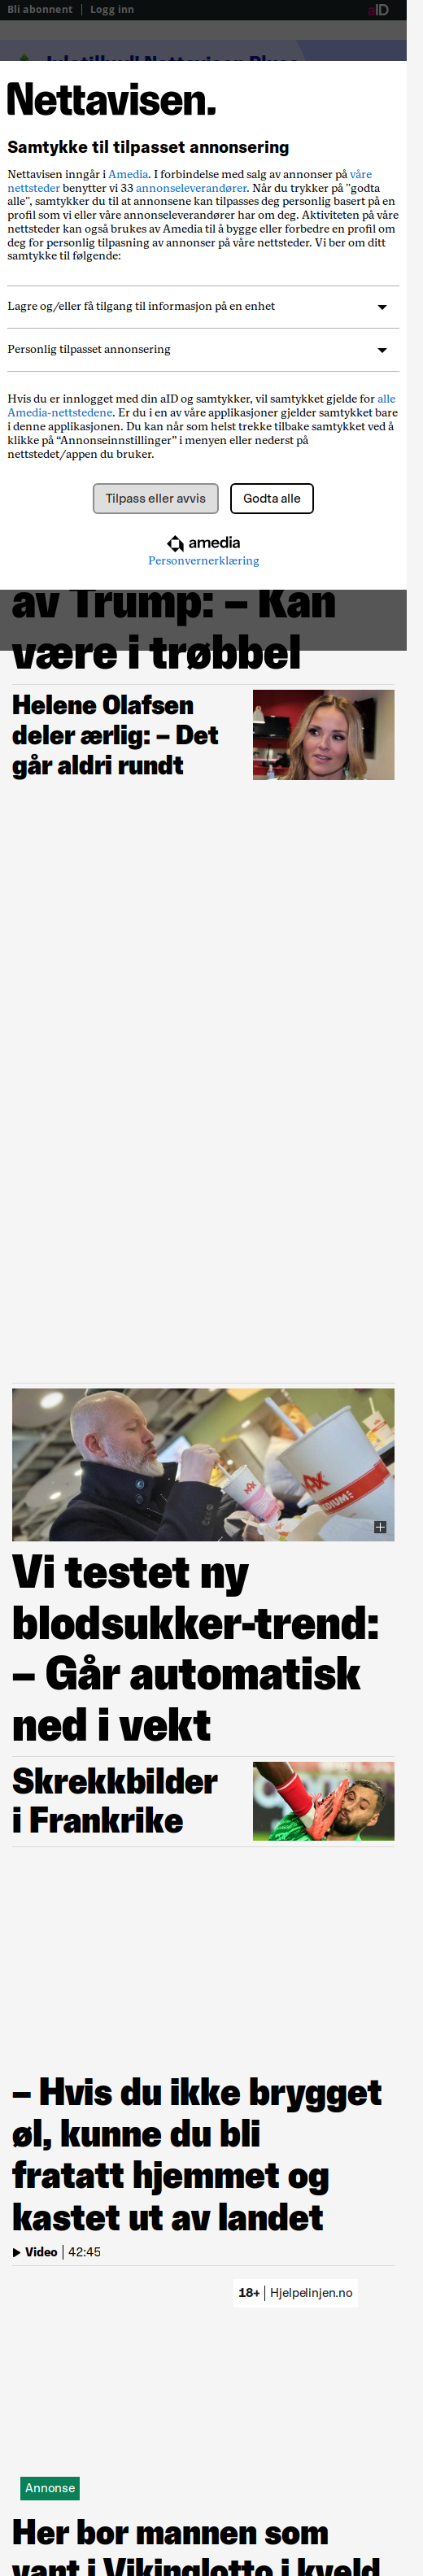 Bli abonnent | Logg inn
aID
Nettavisen.
Samtykke til tilpasset annonsering
Nettavisen inngår i Amedia. I forbindelse med salg av annonser på våre
nettsteder benytter vi 33 annonseleverandører. Når du trykker på "godta
alle", samtykker du til at annonsene kan tilpasses deg personlig basert på en
profil som vi eller våre annonseleverandører har om deg. Aktiviteten på våre
nettsteder kan også brukes av Amedia til å bygge eller forbedre en profil om
deg for personlig tilpasning av annonser på våre nettsteder. Vi ber om ditt
samtykke til følgende:
Lagre og/eller få tilgang til informasjon på en enhet
Personlig tilpasset annonsering
Hvis du er innlogget med din aID og samtykker, vil samtykket gjelde for alle
Amedia-nettstedene. Er du i en av våre applikasjoner gjelder samtykket bare
i denne applikasjonen. Du kan når som helst trekke tilbake samtykket ved å
klikke på “Annonseinnstillinger” i menyen eller nederst på
nettstedet/appen du bruker.
Tilpass eller avvis
Godta alle
amedia
Personvernerklæring
av Trump: – Kan
være i trøbbel
Helene Olafsen
deler ærlig: – Det
går aldri rundt
MAX
Vi testet ny
blodsukker-trend:
– Går automatisk
ned i vekt
Skrekkbilder
i Frankrike
– Hvis du ikke brygget
øl, kunne du bli
fratatt hjemmet og
kastet ut av landet
Video | 42:45
18+ | Hjelpelinjen.no
Annonse
Her bor mannen som
vant i Vikinglotto i kveld